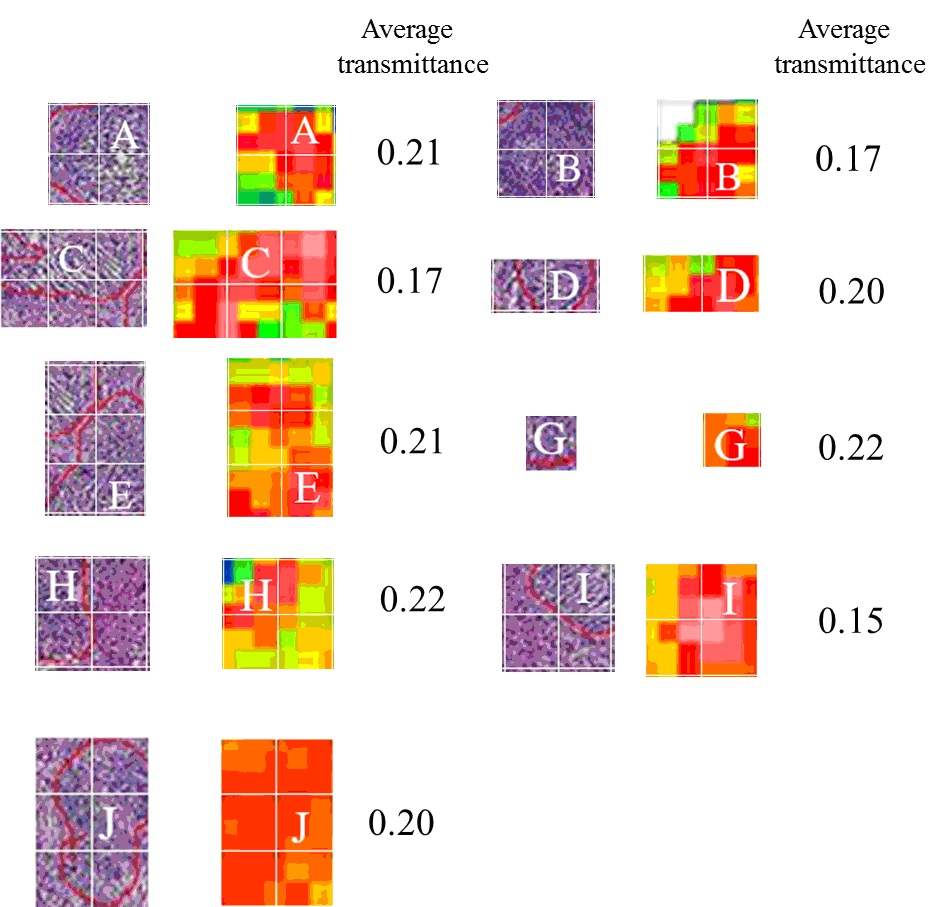 Average transmittance
Average transmittance
A A 0.21
B B 0.17
C C 0.17
D D 0.20
E E 0.21
G G 0.22
H H 0.22
I I 0.15
J J 0.20